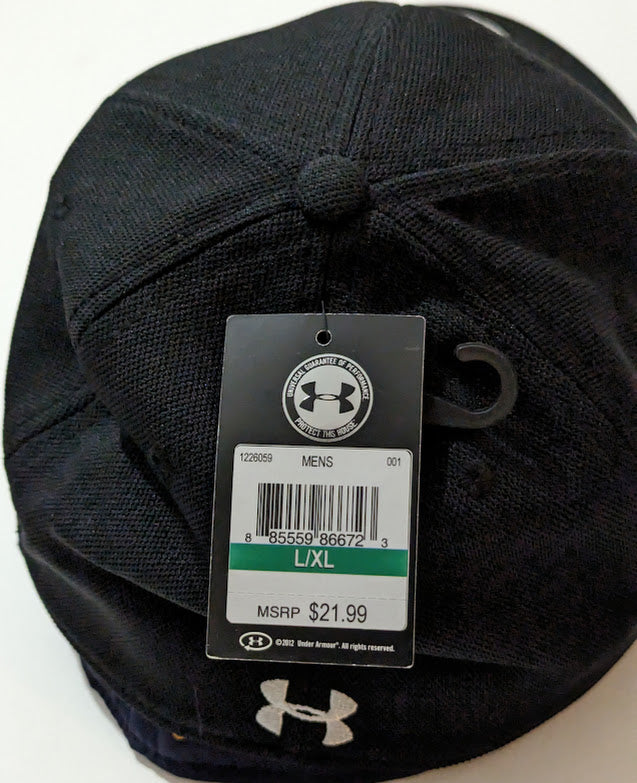 UNIVERSAL GUARANTEE OF PERFORMANCE
PROTECT THIS HOUSE
1226059 MENS 001
8 85559 86672 3
L/XL
MSRP $21.99
©2012 Under Armour®. All rights reserved.